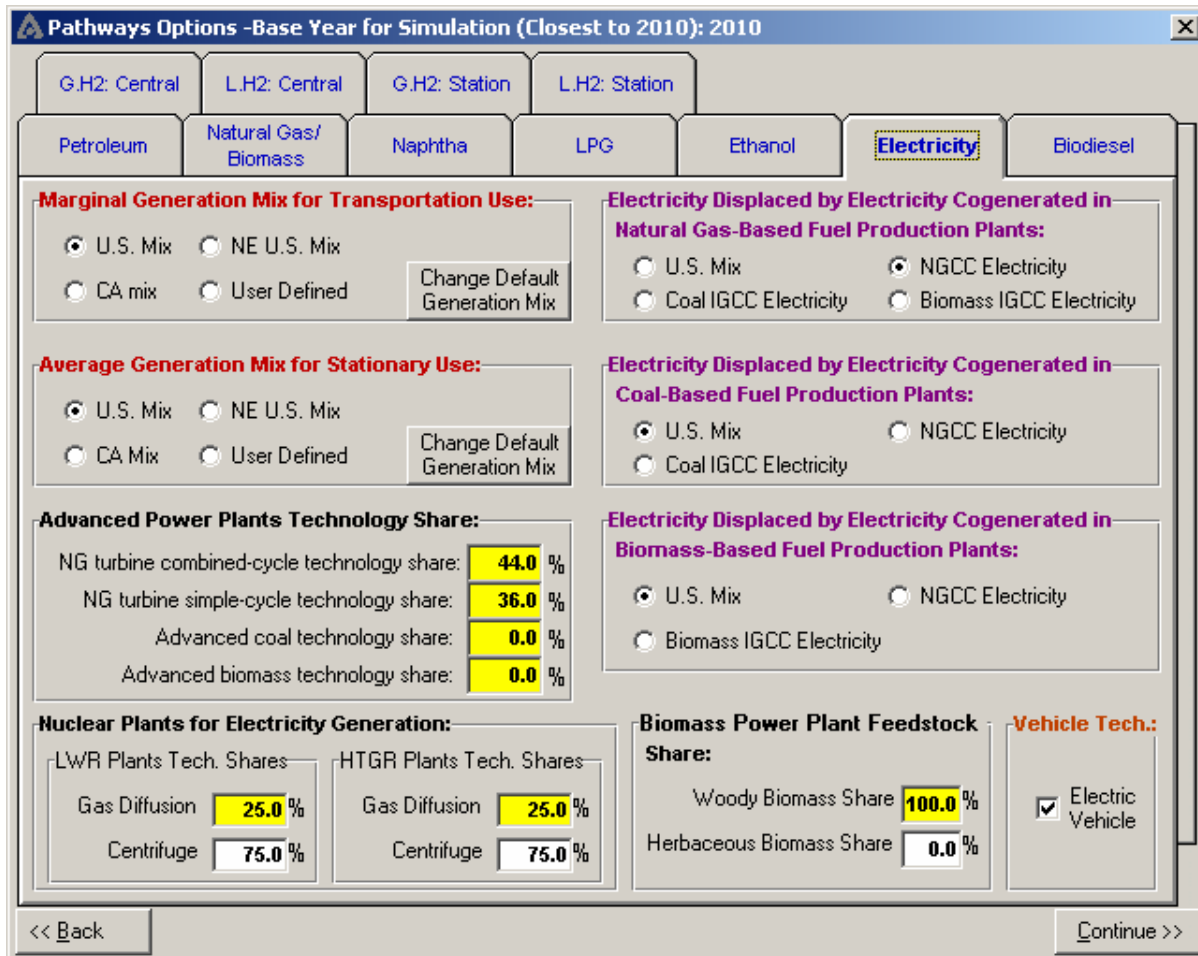 Pathways Options -Base Year for Simulation (Closest to 2010): 2010
G.H2: Central
L.H2: Central
G.H2: Station
L.H2: Station
Petroleum
Natural Gas/
Biomass
Naphtha
LPG
Ethanol
Electricity
Biodiesel
Marginal Generation Mix for Transportation Use:
U.S. Mix
NE U.S. Mix
CA mix
User Defined
Change Default
Generation Mix
Electricity Displaced by Electricity Cogenerated in
Natural Gas-Based Fuel Production Plants:
U.S. Mix
NGCC Electricity
Coal IGCC Electricity
Biomass IGCC Electricity
Average Generation Mix for Stationary Use:
U.S. Mix
NE U.S. Mix
CA Mix
User Defined
Change Default
Generation Mix
Electricity Displaced by Electricity Cogenerated in
Coal-Based Fuel Production Plants:
U.S. Mix
NGCC Electricity
Coal IGCC Electricity
Advanced Power Plants Technology Share:
NG turbine combined-cycle technology share: 44.0 %
NG turbine simple-cycle technology share: 36.0 %
Advanced coal technology share: 0.0 %
Advanced biomass technology share: 0.0 %
Electricity Displaced by Electricity Cogenerated in
Biomass-Based Fuel Production Plants:
U.S. Mix
NGCC Electricity
Biomass IGCC Electricity
Nuclear Plants for Electricity Generation:
LWR Plants Tech. Shares
Gas Diffusion 25.0 %
Centrifuge 75.0 %
HTGR Plants Tech. Shares
Gas Diffusion 25.0 %
Centrifuge 75.0 %
Biomass Power Plant Feedstock
Share:
Woody Biomass Share 100.0 %
Herbaceous Biomass Share 0.0 %
Vehicle Tech.:
Electric
Vehicle
<< Back
Continue >>